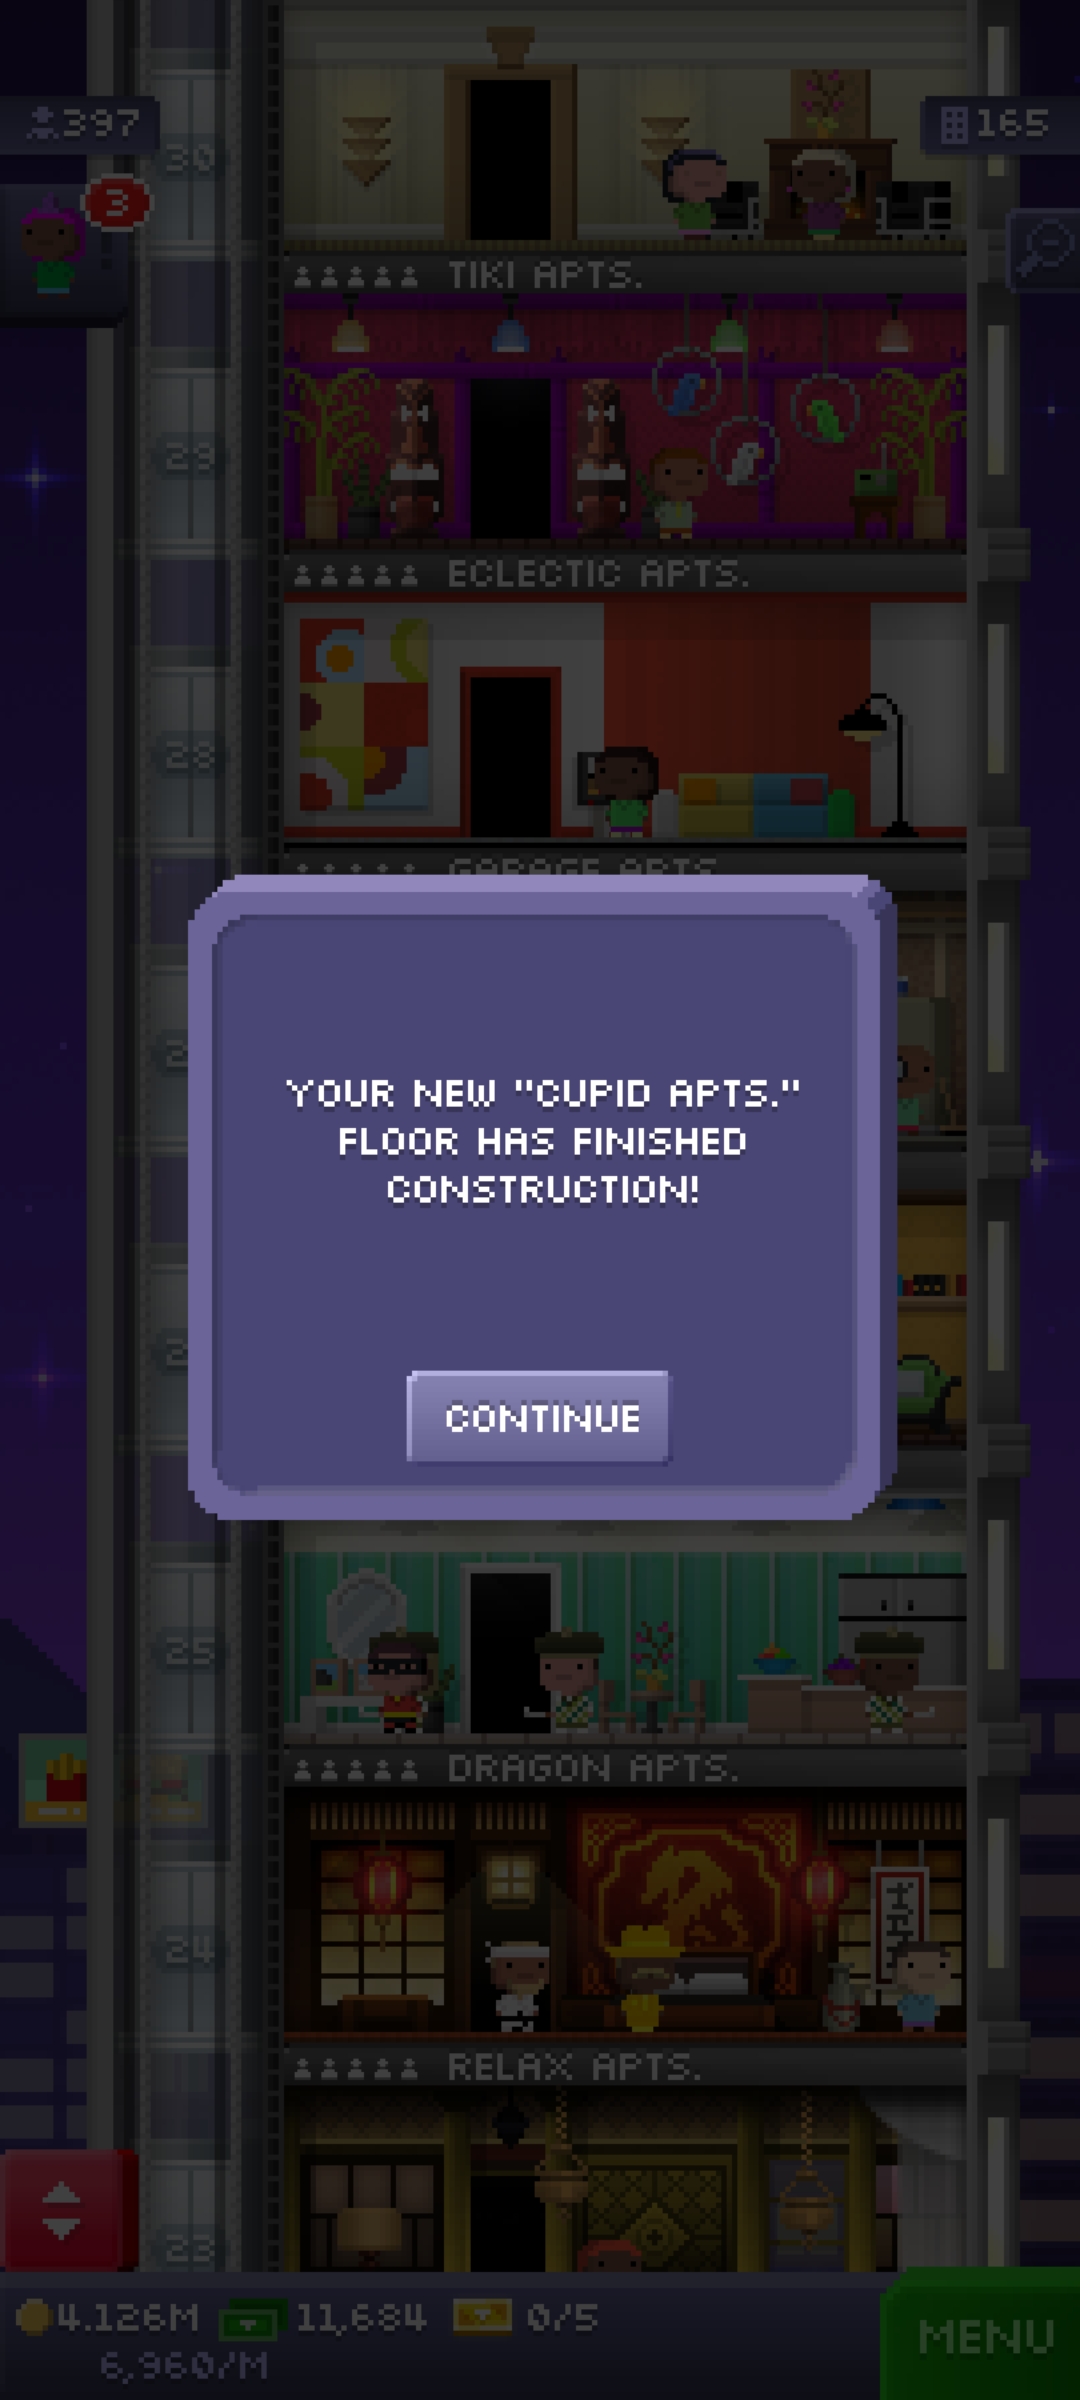 397
165
3
30
TIKI APTS.
29
ECLECTIC APTS.
28
GARAGE APTS.
YOUR NEW "CUPID APTS."
FLOOR HAS FINISHED
CONSTRUCTION!
CONTINUE
25
DRAGON APTS.
24
RELAX APTS.
23
4.126M
11,684
0/5
6,960/M
MENU